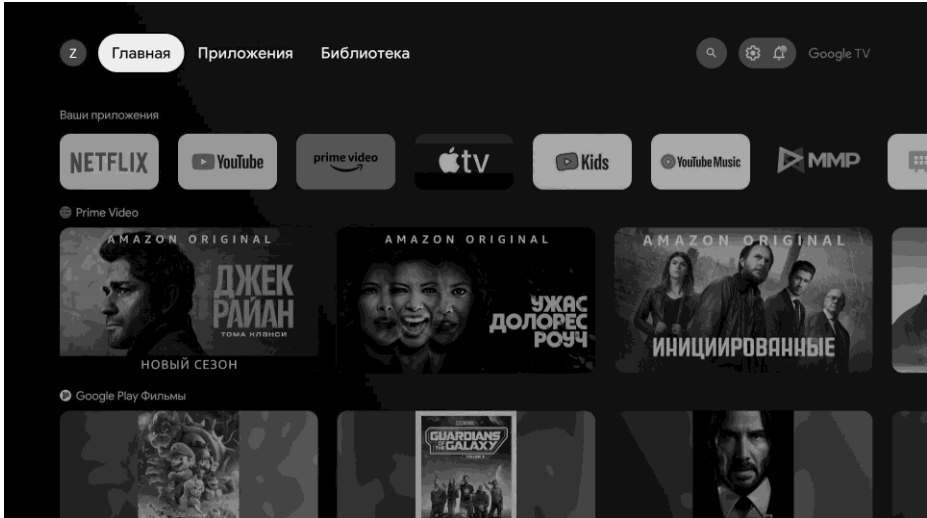 Z Главная Приложения Библиотека Google TV
Ваши приложения
NETFLIX YouTube prime video tv Kids YouTube Music MMP
Prime Video
AMAZON ORIGINAL
ДЖЕК
РАЙАН
ТОМА КЛЭНСИ
НОВЫЙ СЕЗОН
AMAZON ORIGINAL
УЖАС
ДОЛОРЕС
РОУЧ
AMAZON ORIGINAL
ИНИЦИИРОВАННЫЕ
Google Play Фильмы
GUARDIANS
OF THE GALAXY